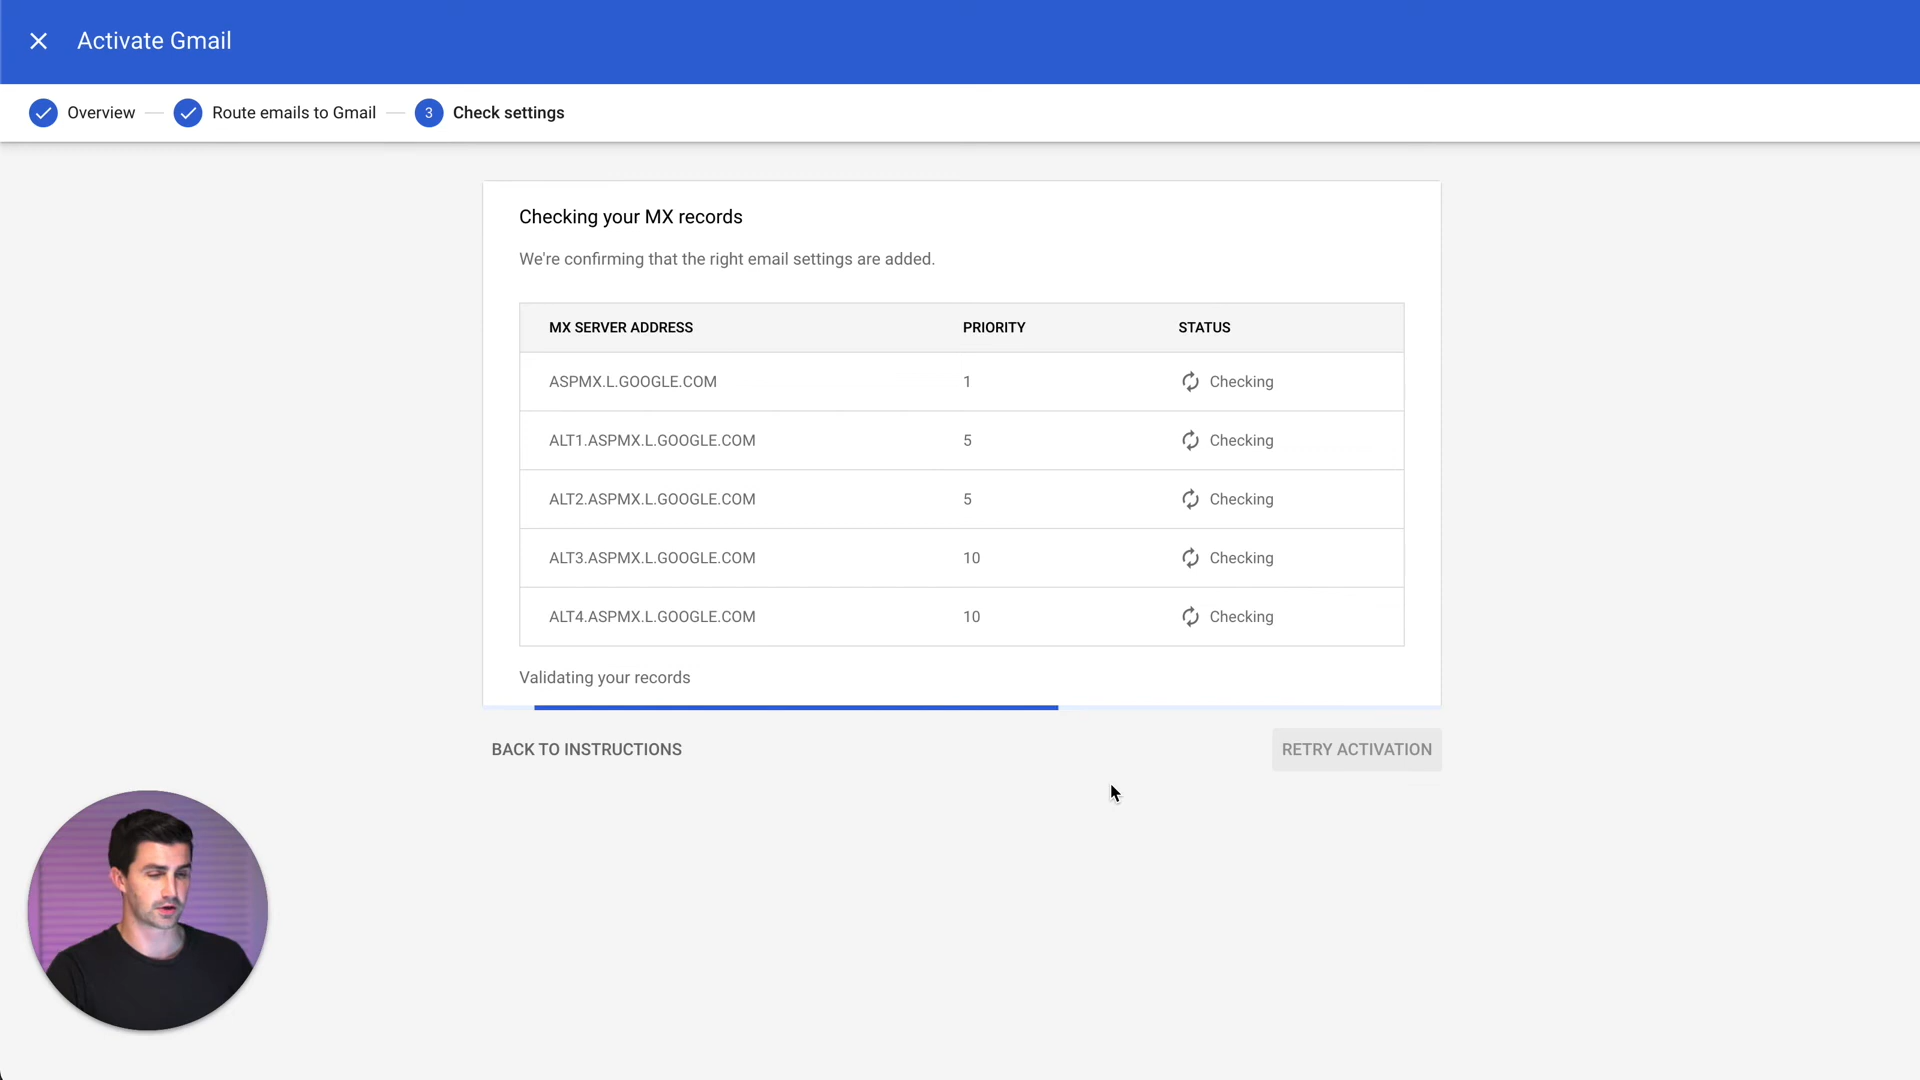 Activate Gmail
Overview
Route emails to Gmail
3 Check settings
Checking your MX records
We're confirming that the right email settings are added.
MX SERVER ADDRESS PRIORITY STATUS
ASPMX.L.GOOGLE.COM 1 Checking
ALT1.ASPMX.L.GOOGLE.COM 5 Checking
ALT2.ASPMX.L.GOOGLE.COM 5 Checking
ALT3.ASPMX.L.GOOGLE.COM 10 Checking
ALT4.ASPMX.L.GOOGLE.COM 10 Checking
Validating your records
BACK TO INSTRUCTIONS
RETRY ACTIVATION